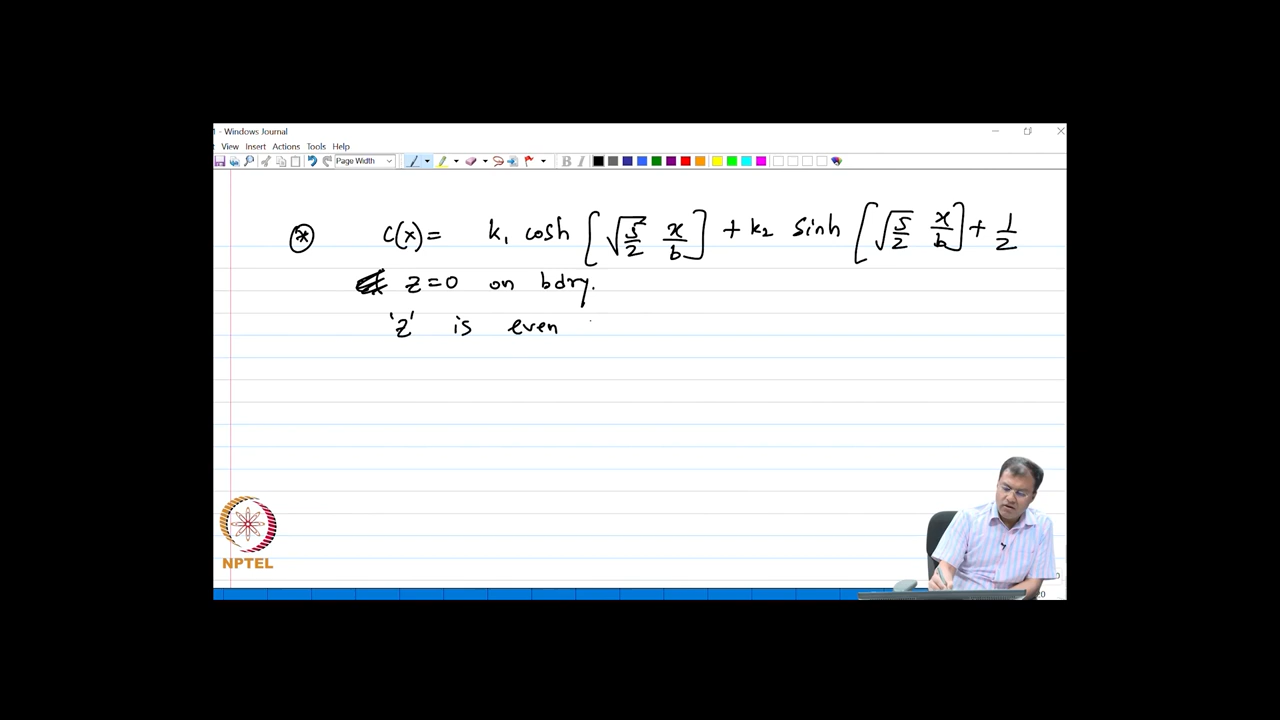 1 - Windows Journal
View Insert Actions Tools Help
Page Width
B I
* c(x) = k₁ cosh [√5/2 x/b] + k₂ sinh [√5/2 x/b] + 1/2
z=0 on bdry.
'z' is even
NPTEL